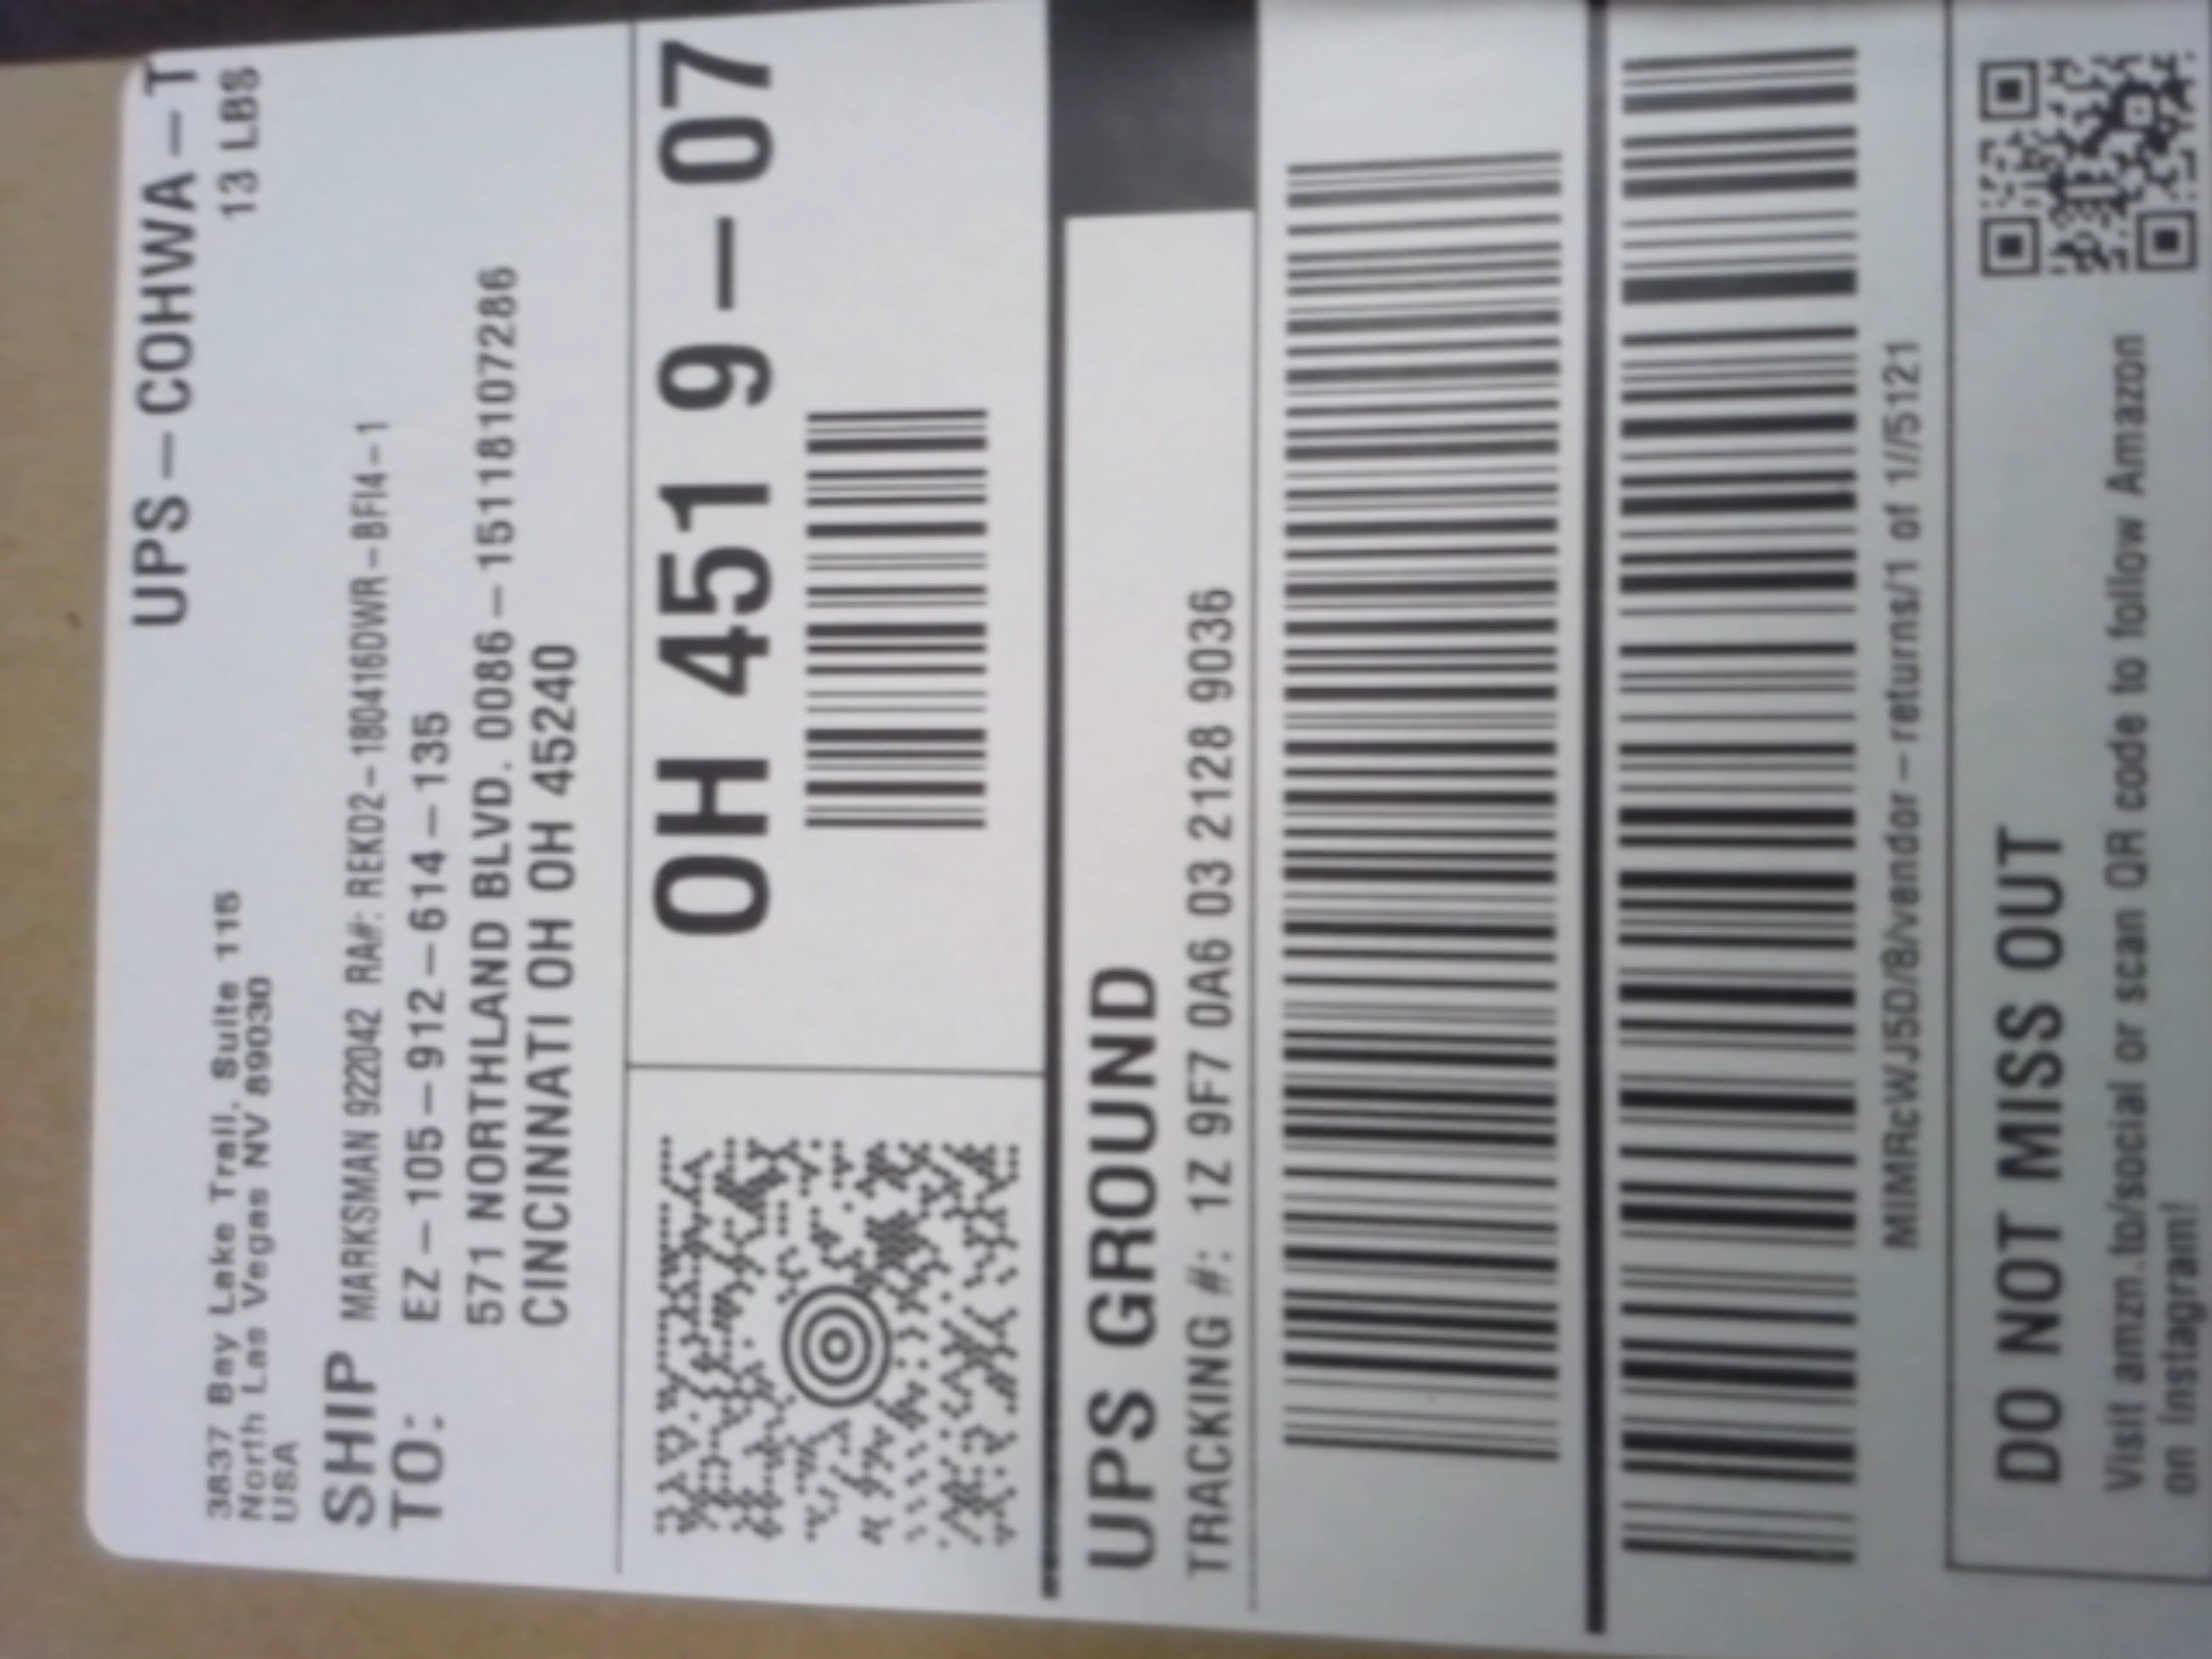 UPS-COHWA-T
13 LBS
3837 Bay Lake Trail, Suite 115
North Las Vegas NV 89030
USA
SHIP TO:
MARKSMAN 922042 RA#: REKD2-180416DWR-BFI4-1
EZ-105-912-614-135
571 NORTHLAND BLVD. 0086-15118107286
CINCINNATI OH OH 45240
OH 451 9-07
UPS GROUND
TRACKING #: 1Z 9F7 0A6 03 2128 9036
MIMRcWJ5D/8/vendor-returns/1 of 1//5121
DO NOT MISS OUT
Visit amzn.to/social or scan QR code to follow Amazon
on Instagram!